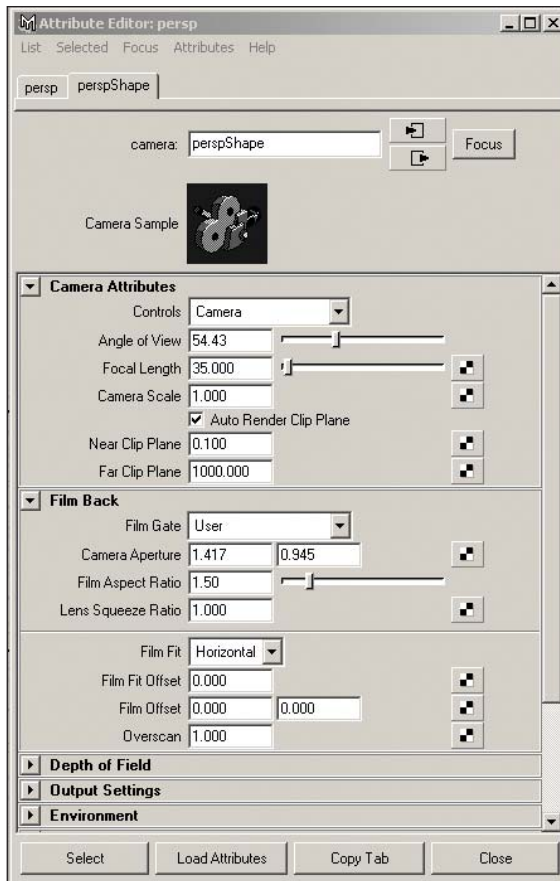 Attribute Editor: persp
List Selected Focus Attributes Help
persp perspShape
camera: perspShape Focus
Camera Sample
Camera Attributes
Controls Camera
Angle of View 54.43
Focal Length 35.000
Camera Scale 1.000
Auto Render Clip Plane
Near Clip Plane 0.100
Far Clip Plane 1000.000
Film Back
Film Gate User
Camera Aperture 1.417 0.945
Film Aspect Ratio 1.50
Lens Squeeze Ratio 1.000
Film Fit Horizontal
Film Fit Offset 0.000
Film Offset 0.000 0.000
Overscan 1.000
Depth of Field
Output Settings
Environment
Select Load Attributes Copy Tab Close